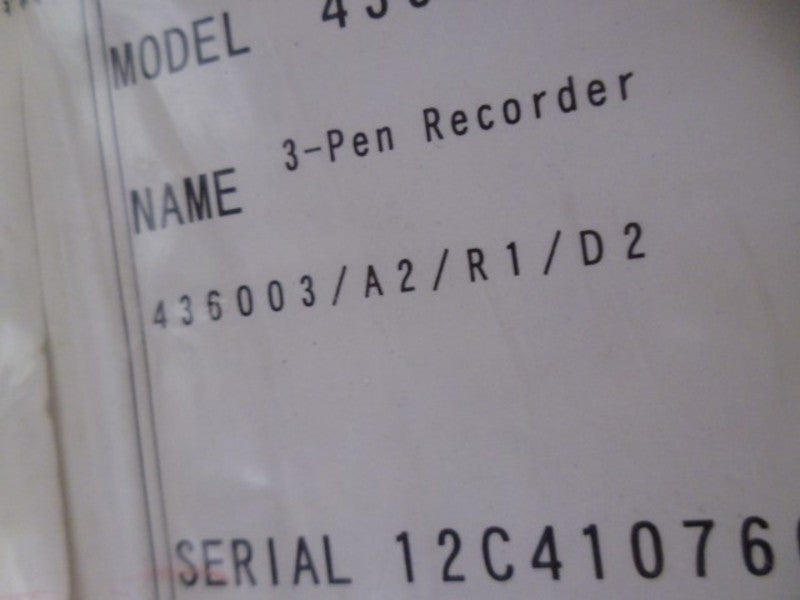 MODEL
NAME 3-Pen Recorder
436003/A2/R1/D2
SERIAL 12C41076